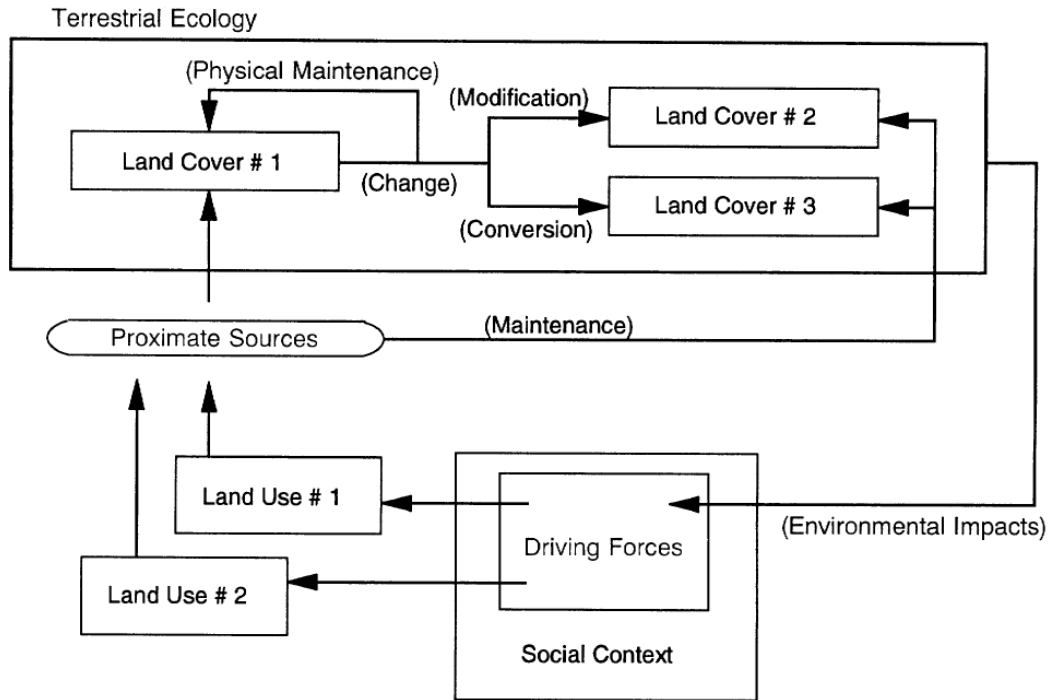 Terrestrial Ecology
(Physical Maintenance)
(Modification)
Land Cover # 2
Land Cover # 1
(Change)
Land Cover # 3
(Conversion)
Proximate Sources
(Maintenance)
Land Use # 1
(Environmental Impacts)
Driving Forces
Land Use # 2
Social Context